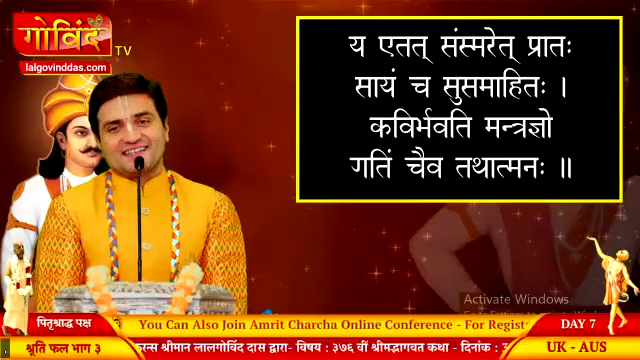 गोविंद TV
lalgovinddas.com
य एतत् संस्मरेत् प्रातः
सायं च सुसमाहितः ।
कविर्भवति मन्त्रज्ञो
गतिं चैव तथात्मनः ॥
Activate Windows
पितृश्राद्ध पक्ष
You Can Also Join Amrit Charcha Online Conference - For Regist
DAY 7
श्रूति फल भाग ३
फरन्स श्रीमान लालगोविंद दास द्वारा- विषय : ३७६ वीं श्रीमद्भागवत कथा - दिनांक :
UK - AUS